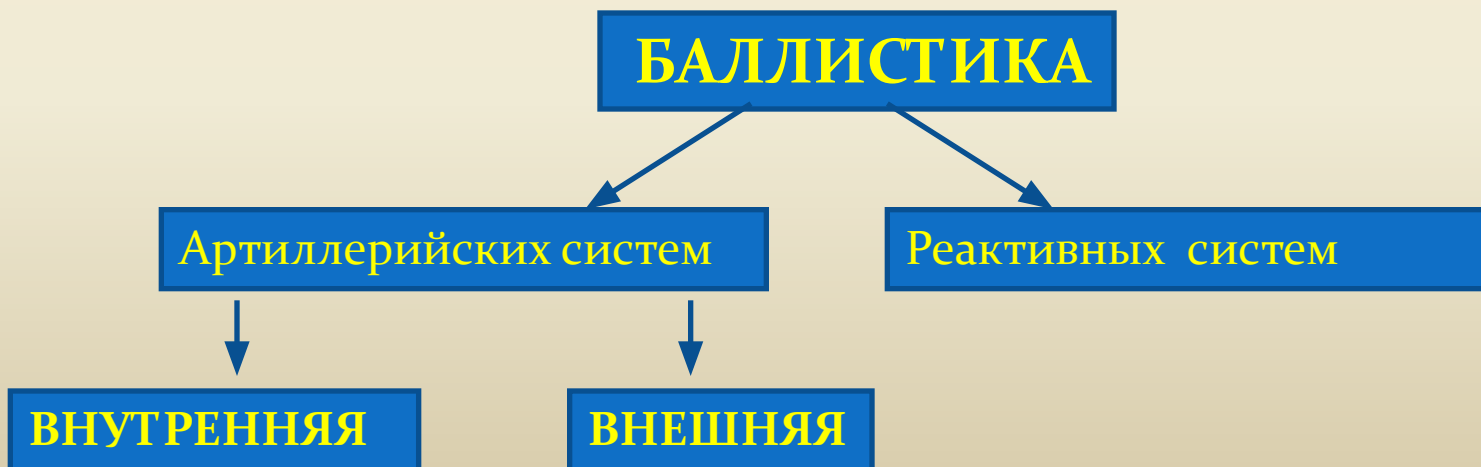 БАЛЛИСТИКА
Артиллерийских систем
Реактивных систем
ВНУТРЕННЯЯ
ВНЕШНЯЯ